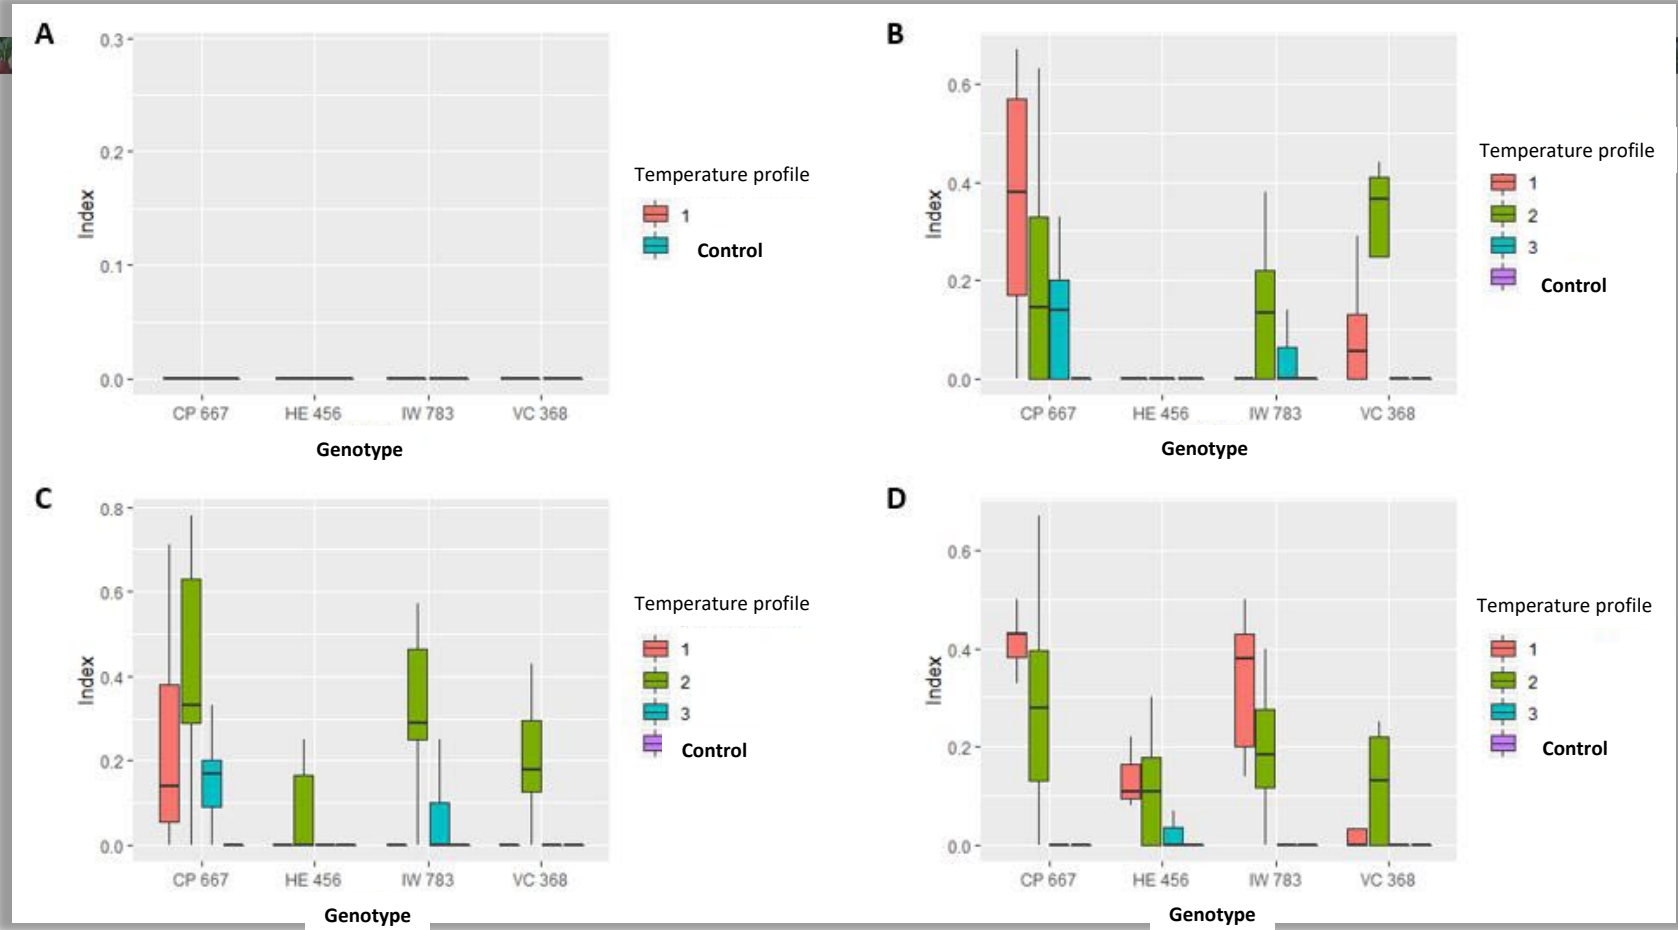 A
0.3
0.2
0.1
0.0
Index
CP 667 HE 456 IW 783 VC 368
Genotype
Temperature profile
1
Control
B
0.6
0.4
0.2
0.0
Index
CP 667 HE 456 IW 783 VC 368
Genotype
Temperature profile
1
2
3
Control
C
0.8
0.6
0.4
0.2
0.0
Index
CP 667 HE 456 IW 783 VC 368
Genotype
Temperature profile
1
2
3
Control
D
0.6
0.4
0.2
0.0
Index
CP 667 HE 456 IW 783 VC 368
Genotype
Temperature profile
1
2
3
Control